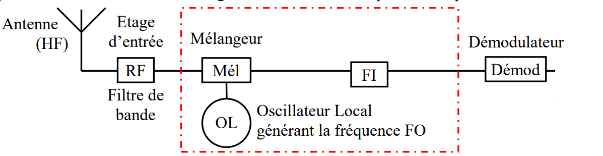 Antenne
(HF)
Etage
d'entrée
RF
Filtre de
bande
Mélangeur
Mél
OL
Oscillateur Local
générant la fréquence FO
FI
Démodulateur
Démod